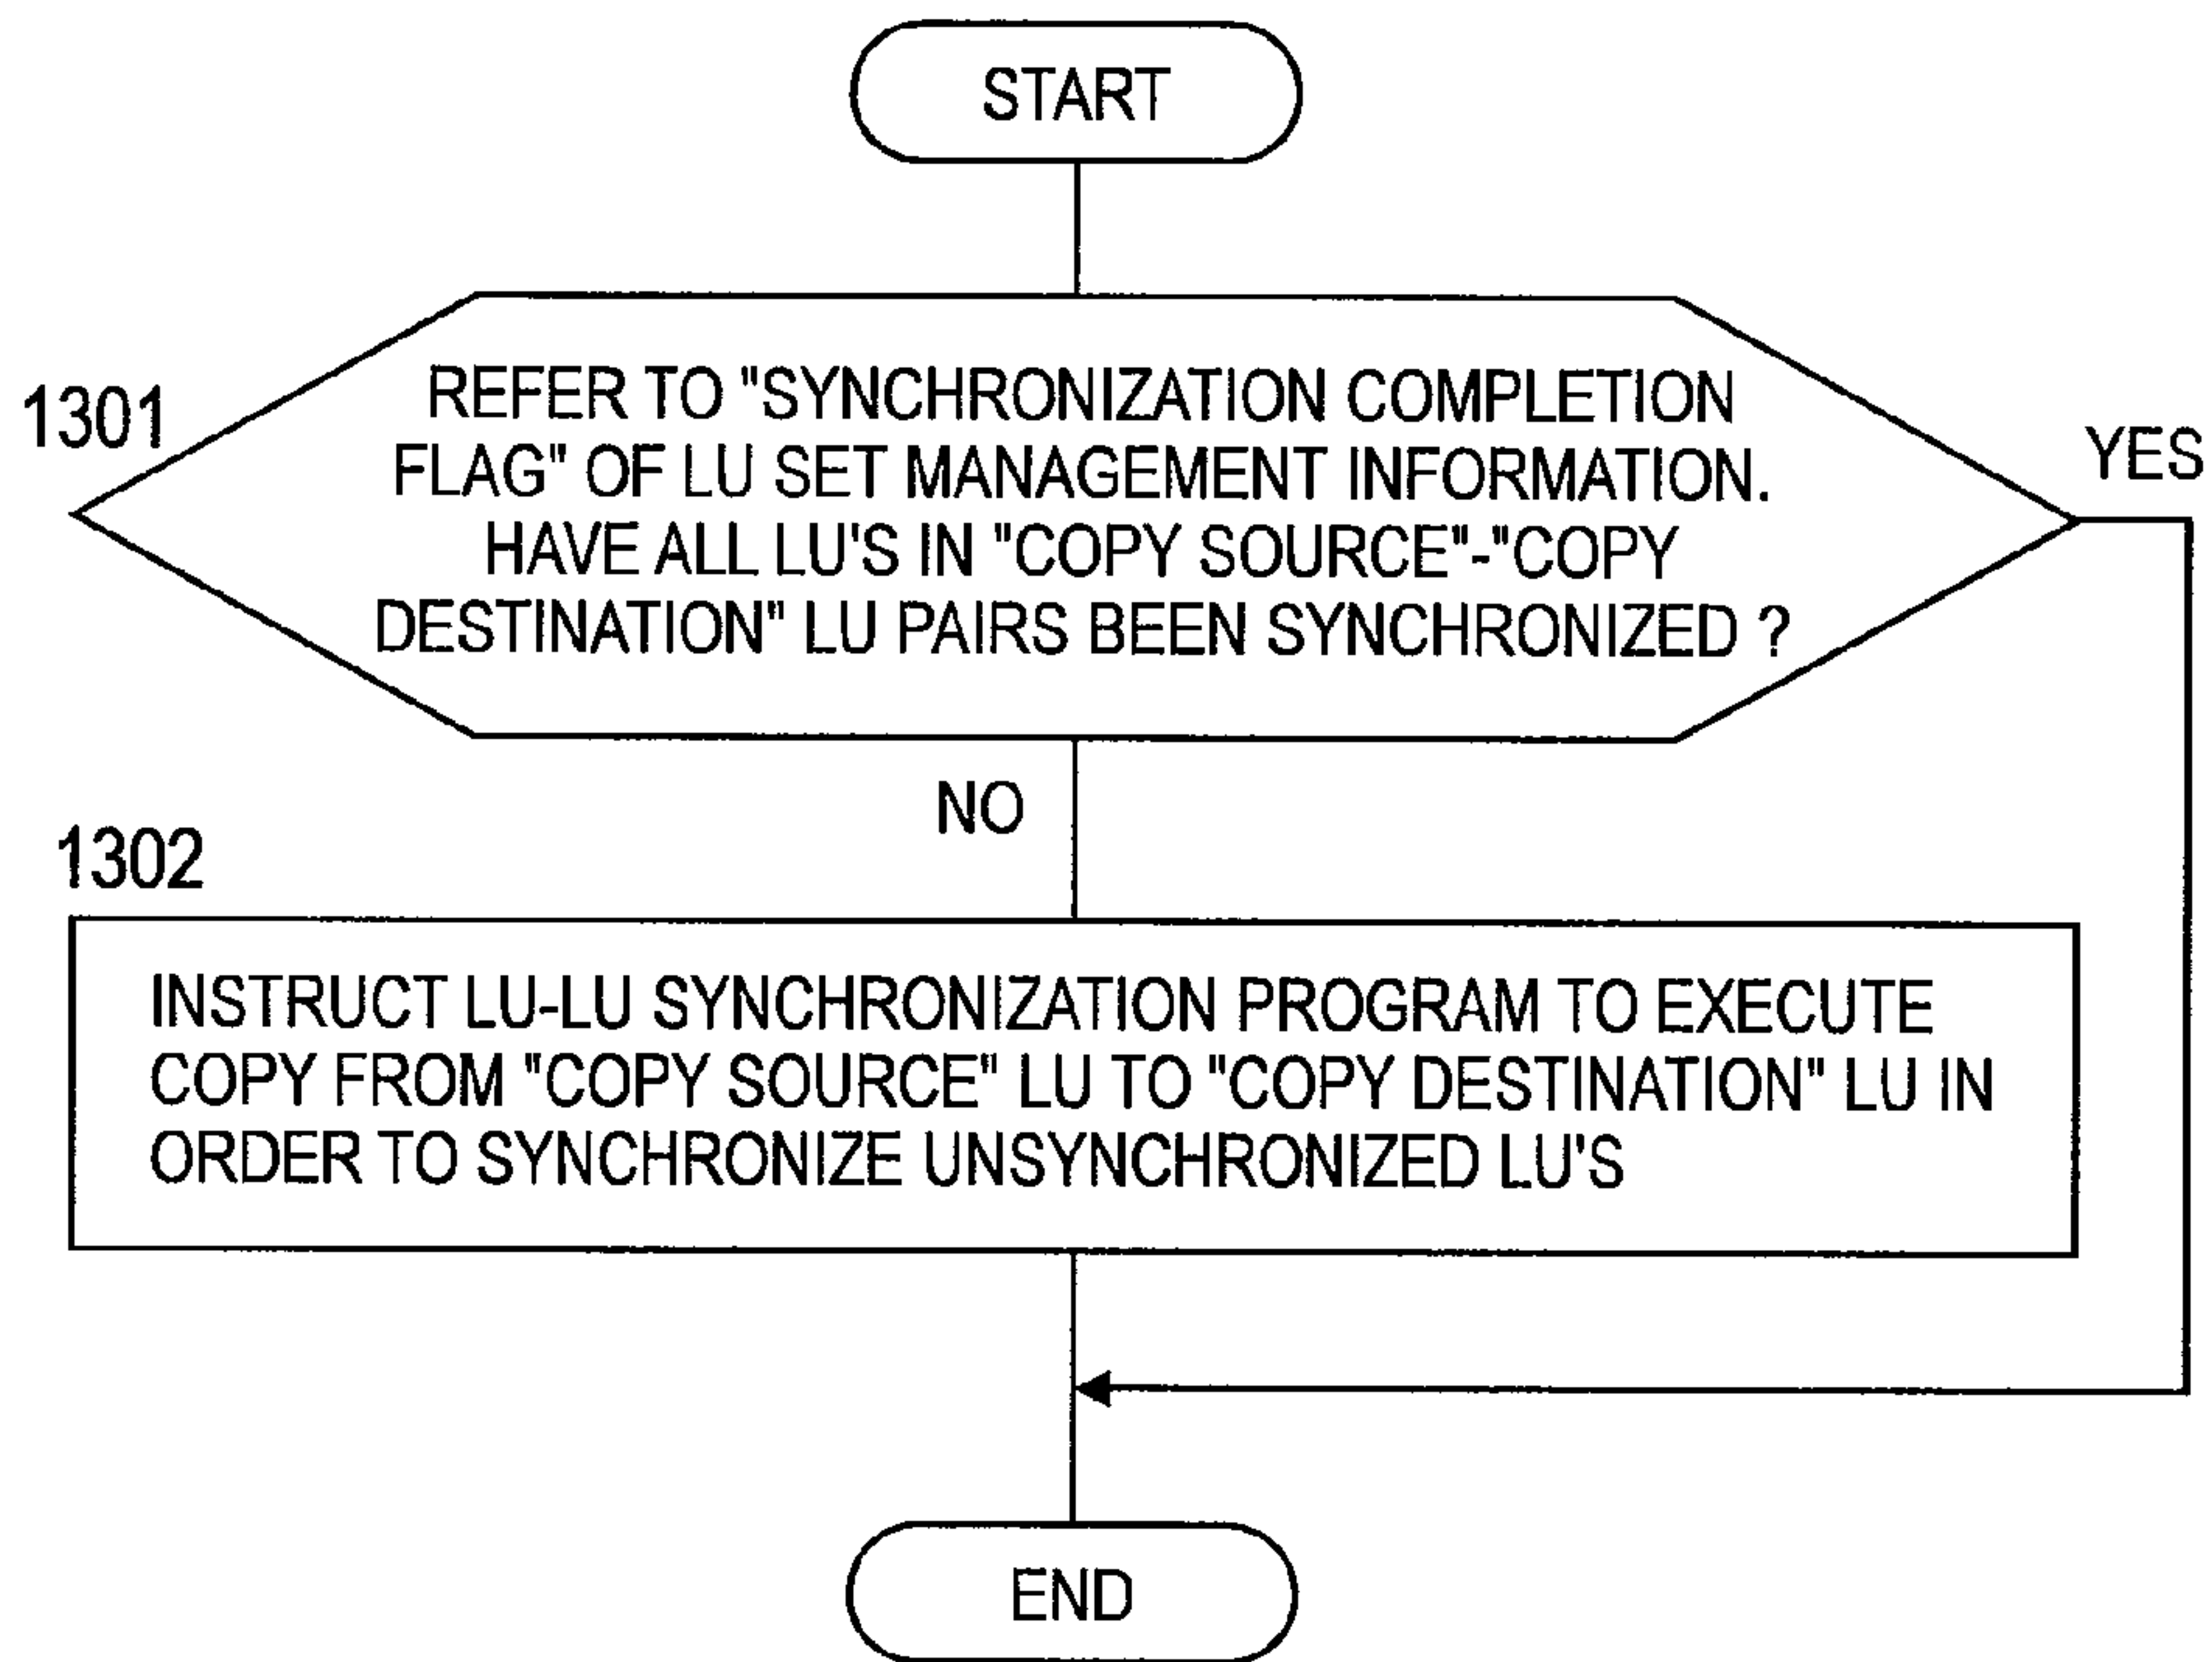 START
1301
REFER TO "SYNCHRONIZATION COMPLETION
FLAG" OF LU SET MANAGEMENT INFORMATION.
HAVE ALL LU'S IN "COPY SOURCE"-"COPY
DESTINATION" LU PAIRS BEEN SYNCHRONIZED ?
YES
NO
1302
INSTRUCT LU-LU SYNCHRONIZATION PROGRAM TO EXECUTE
COPY FROM "COPY SOURCE" LU TO "COPY DESTINATION" LU IN
ORDER TO SYNCHRONIZE UNSYNCHRONIZED LU'S
END